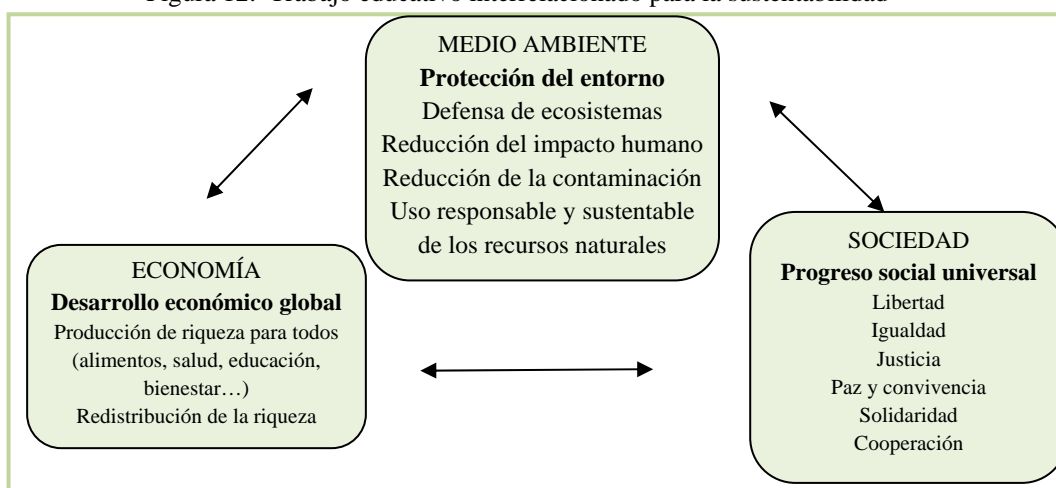 Figura 12. Trabajo educativo interrelacionado para la sustentabilidad
MEDIO AMBIENTE
Protección del entorno
Defensa de ecosistemas
Reducción del impacto humano
Reducción de la contaminación
Uso responsable y sustentable
de los recursos naturales
ECONOMÍA
Desarrollo económico global
Producción de riqueza para todos
(alimentos, salud, educación,
bienestar…)
Redistribución de la riqueza
SOCIEDAD
Progreso social universal
Libertad
Igualdad
Justicia
Paz y convivencia
Solidaridad
Cooperación